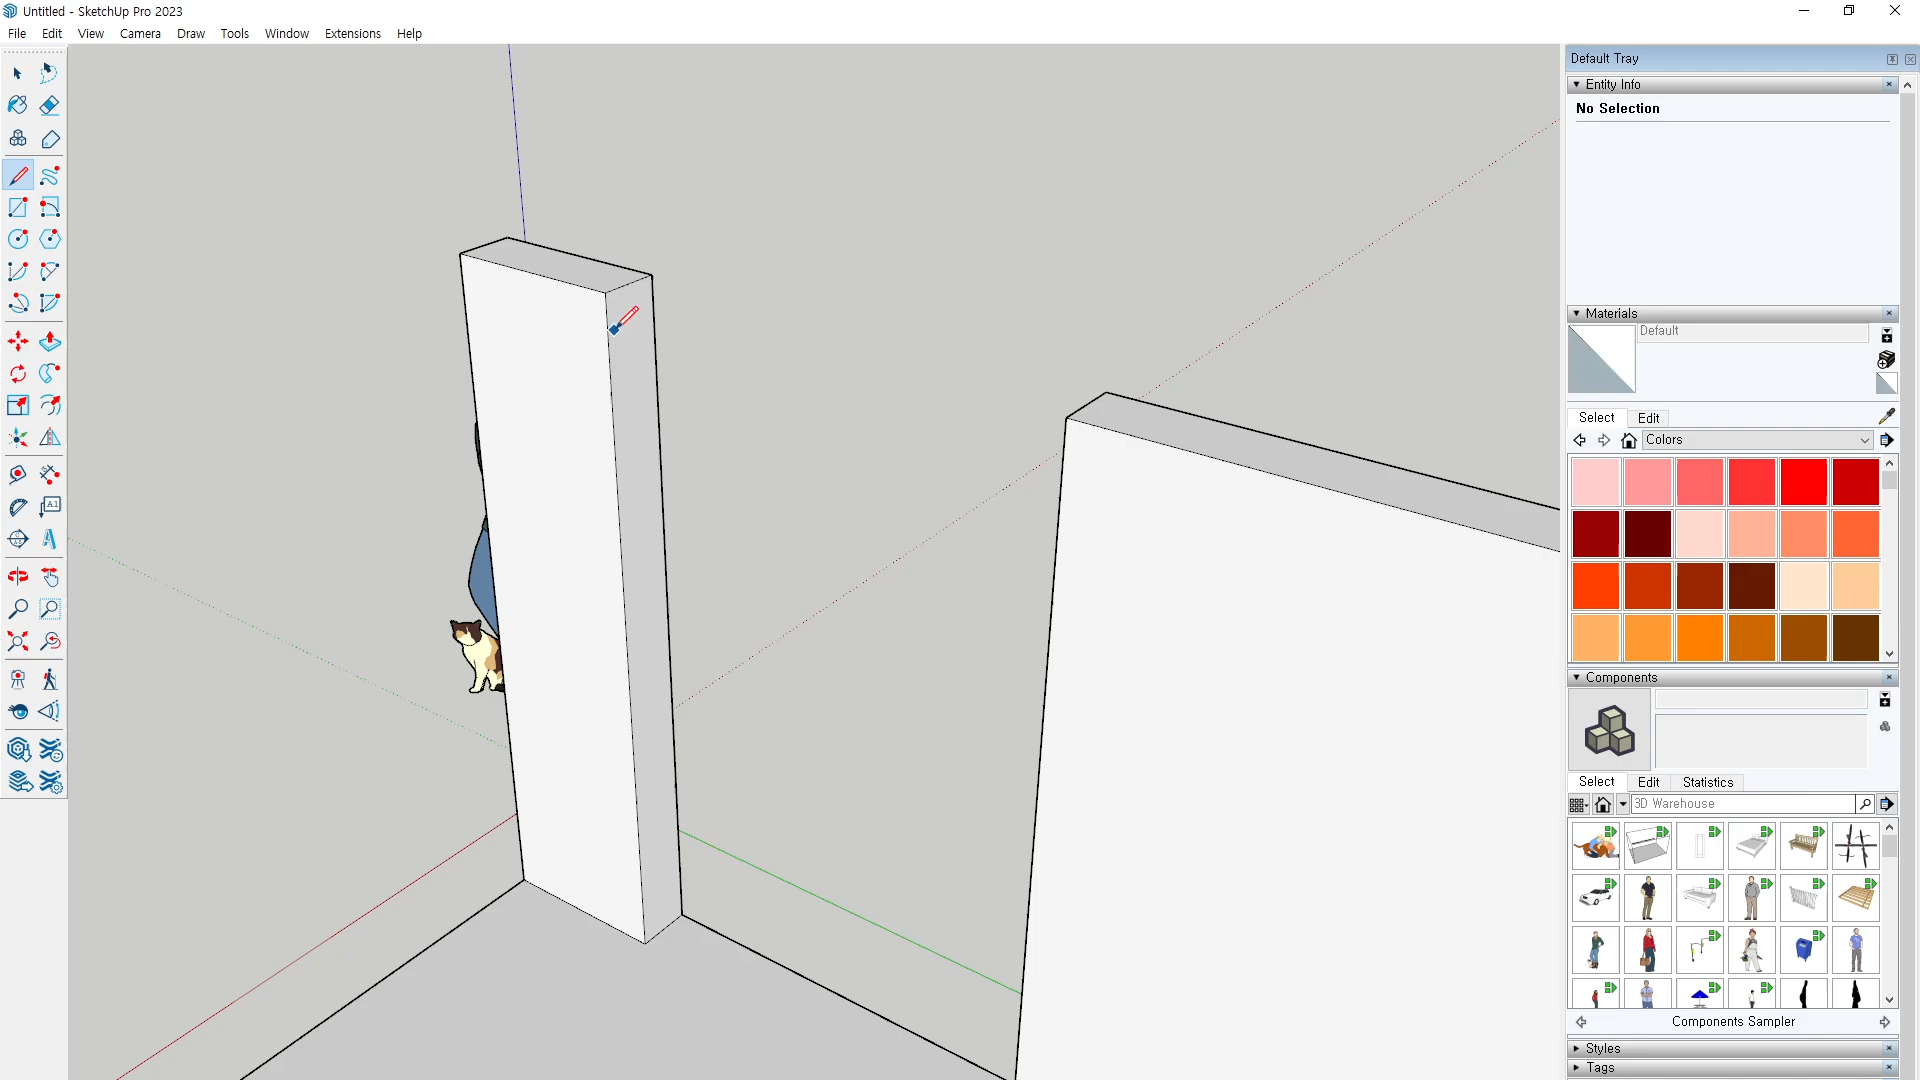 Untitled - SketchUp Pro 2023
File Edit View Camera Draw Tools Window Extensions Help
Default Tray
Entity Info
No Selection
Materials
Default
Select Edit
Colors
Components
Select Edit Statistics
3D Warehouse
Components Sampler
Styles
Tags
A1